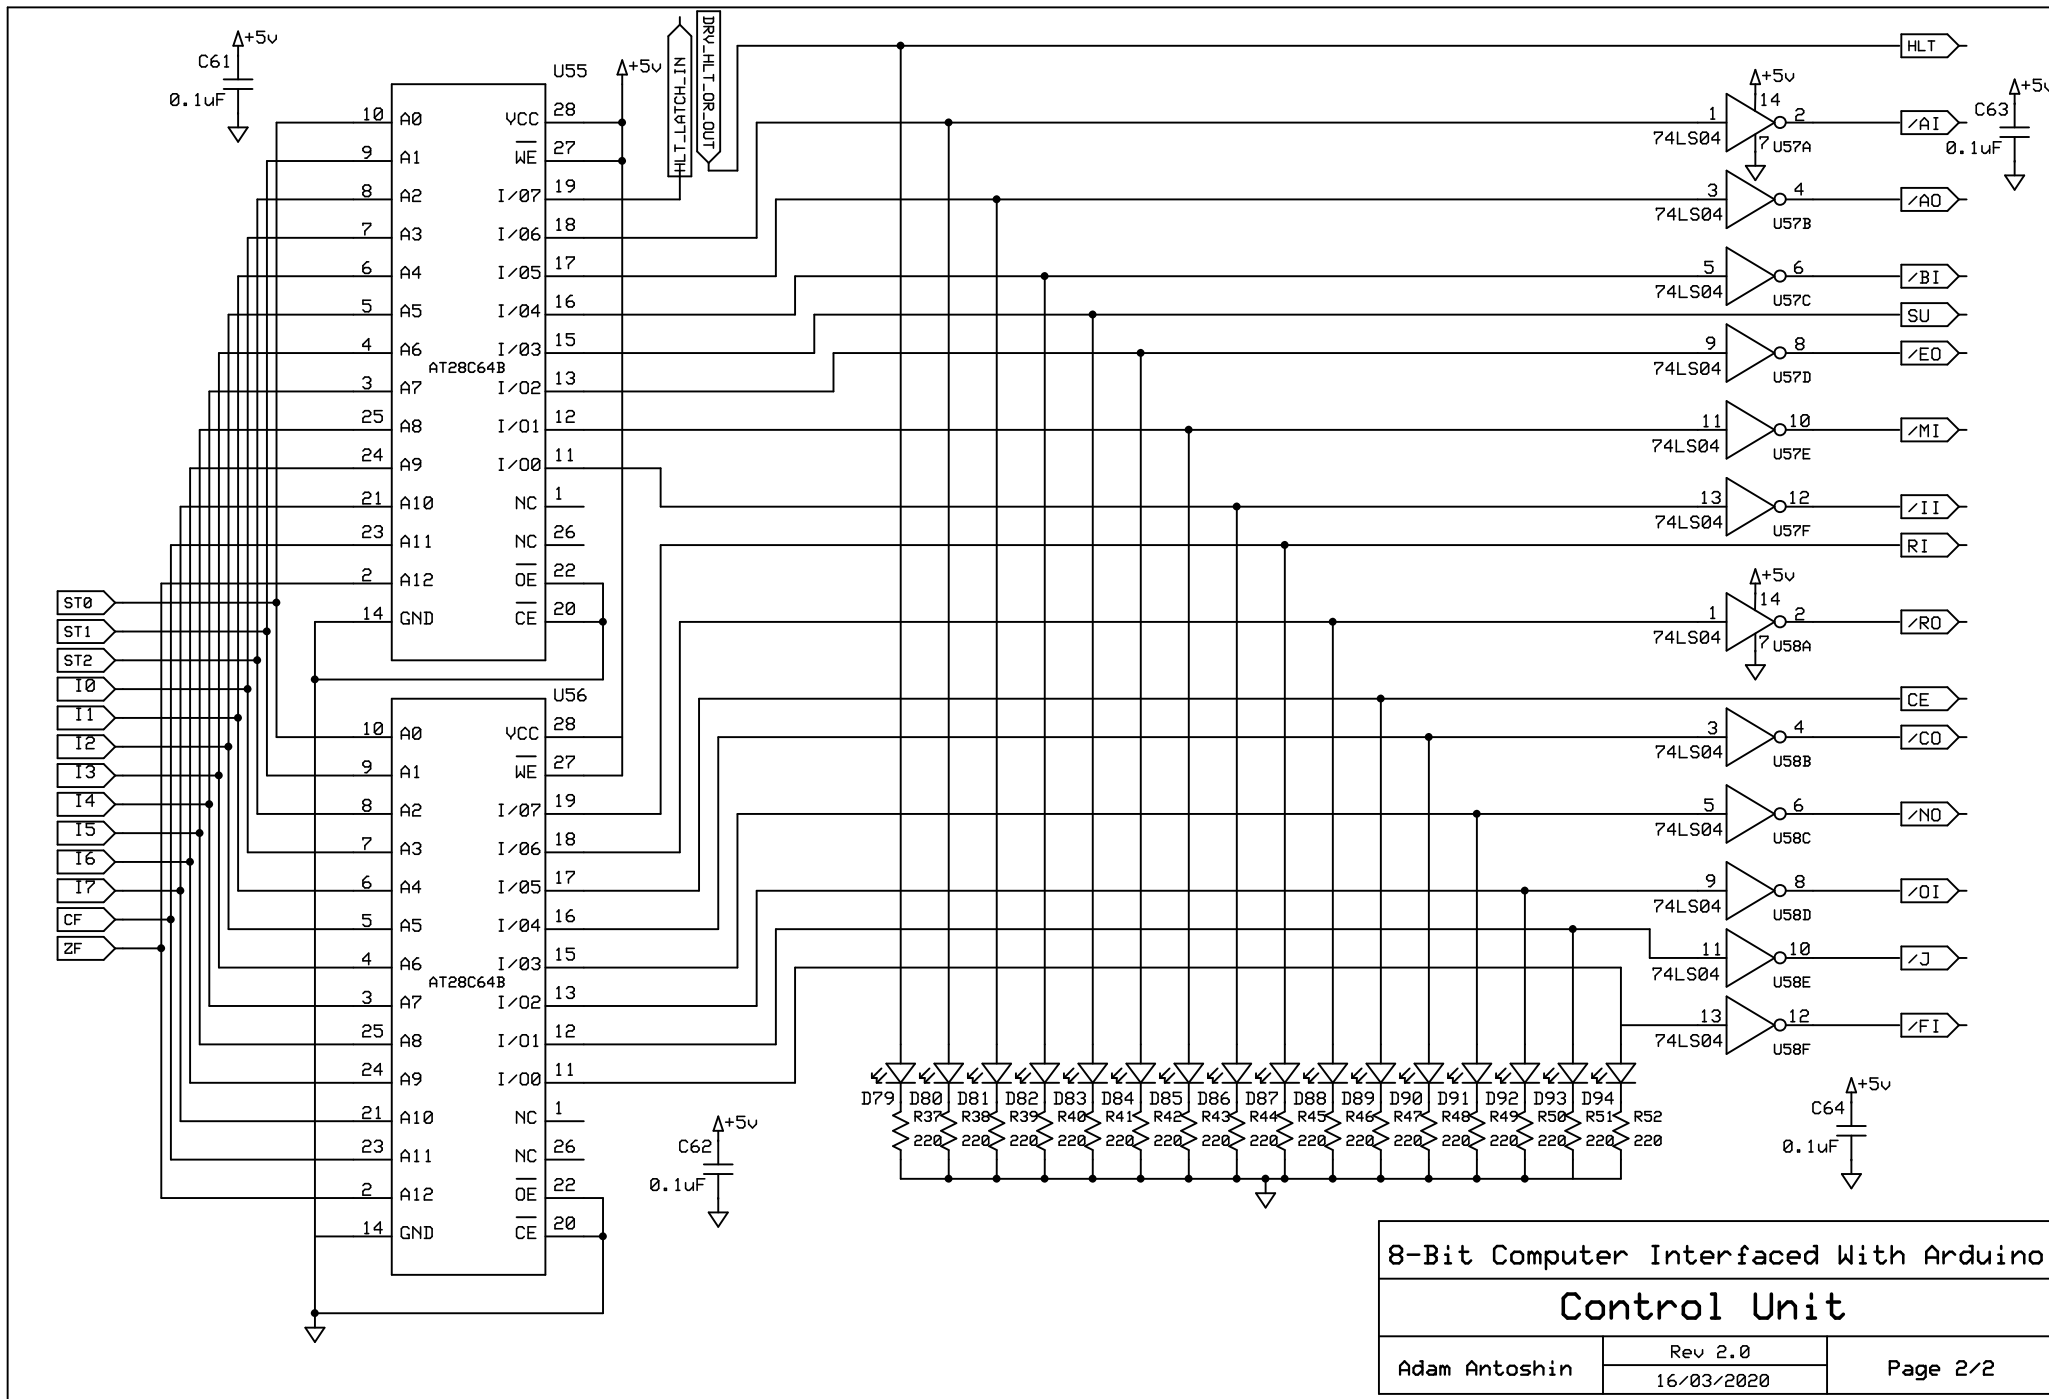 C61
+5v
0.1uF
U55
+5v
HLT_LATCH_IN
DRV_HLT_OR_OUT
HLT
10 A0 VCC 28
9 A1 WE 27
8 A2 I/07 19
7 A3 I/06 18
6 A4 I/05 17
5 A5 I/04 16
4 A6 I/03 15
AT28C64B
3 A7 I/O2 13
25 A8 I/O1 12
24 A9 I/O0 11
21 A10 NC 1
23 A11 NC 26
2 A12 OE 22
14 GND CE 20
ST0
ST1
ST2
I0
I1
I2
I3
I4
I5
I6
I7
CF
ZF
U56
10 A0 VCC 28
9 A1 WE 27
8 A2 I/07 19
7 A3 I/06 18
6 A4 I/05 17
5 A5 I/04 16
4 A6 I/03 15
AT28C64B
3 A7 I/O2 13
25 A8 I/O1 12
24 A9 I/O0 11
21 A10 NC 1
23 A11 NC 26
2 A12 OE 22
14 GND CE 20
C62
+5v
0.1uF
+5v
1 14 2 /AI
74LS04 7 U57A
C63
+5v
0.1uF
3 4 /AO
74LS04 U57B
5 6 /BI
74LS04 U57C
SU
9 8 /EO
74LS04 U57D
11 10 /MI
74LS04 U57E
13 12 /II
74LS04 U57F
RI
+5v
1 14 2 /RO
74LS04 7 U58A
CE
3 4 /CO
74LS04 U58B
5 6 /NO
74LS04 U58C
9 8 /OI
74LS04 U58D
11 10 /J
74LS04 U58E
13 12 /FI
74LS04 U58F
D79 D80 D81 D82 D83 D84 D85 D86 D87 D88 D89 D90 D91 D92 D93 D94
R37 R38 R39 R40 R41 R42 R43 R44 R45 R46 R47 R48 R49 R50 R51 R52
220 220 220 220 220 220 220 220 220 220 220 220 220 220 220 220
C64
+5v
0.1uF
8-Bit Computer Interfaced With Arduino
Control Unit
Adam Antoshin
Rev 2.0
16/03/2020
Page 2/2